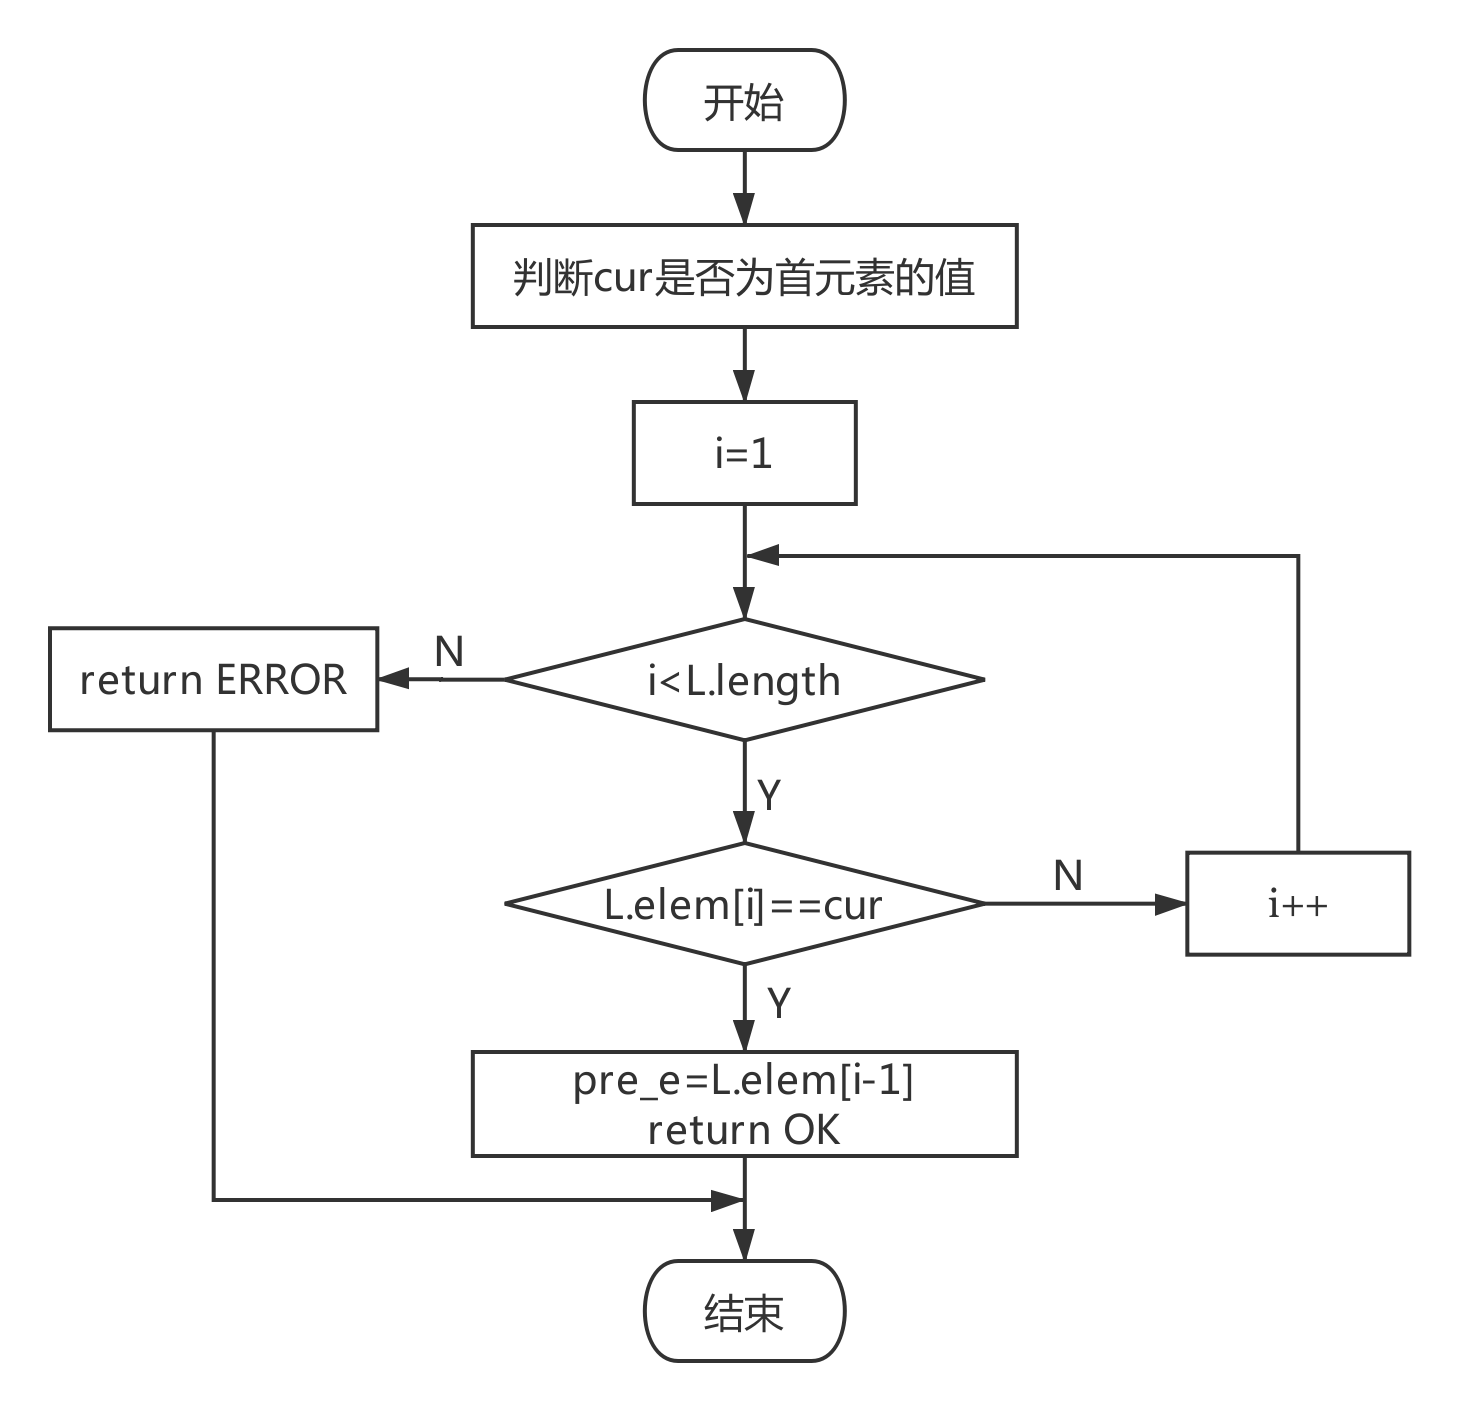 开始
判断cur是否为首元素的值
i=1
i<L.length
N
return ERROR
Y
L.elem[i]==cur
N
i++
Y
pre_e=L.elem[i-1]
return OK
结束